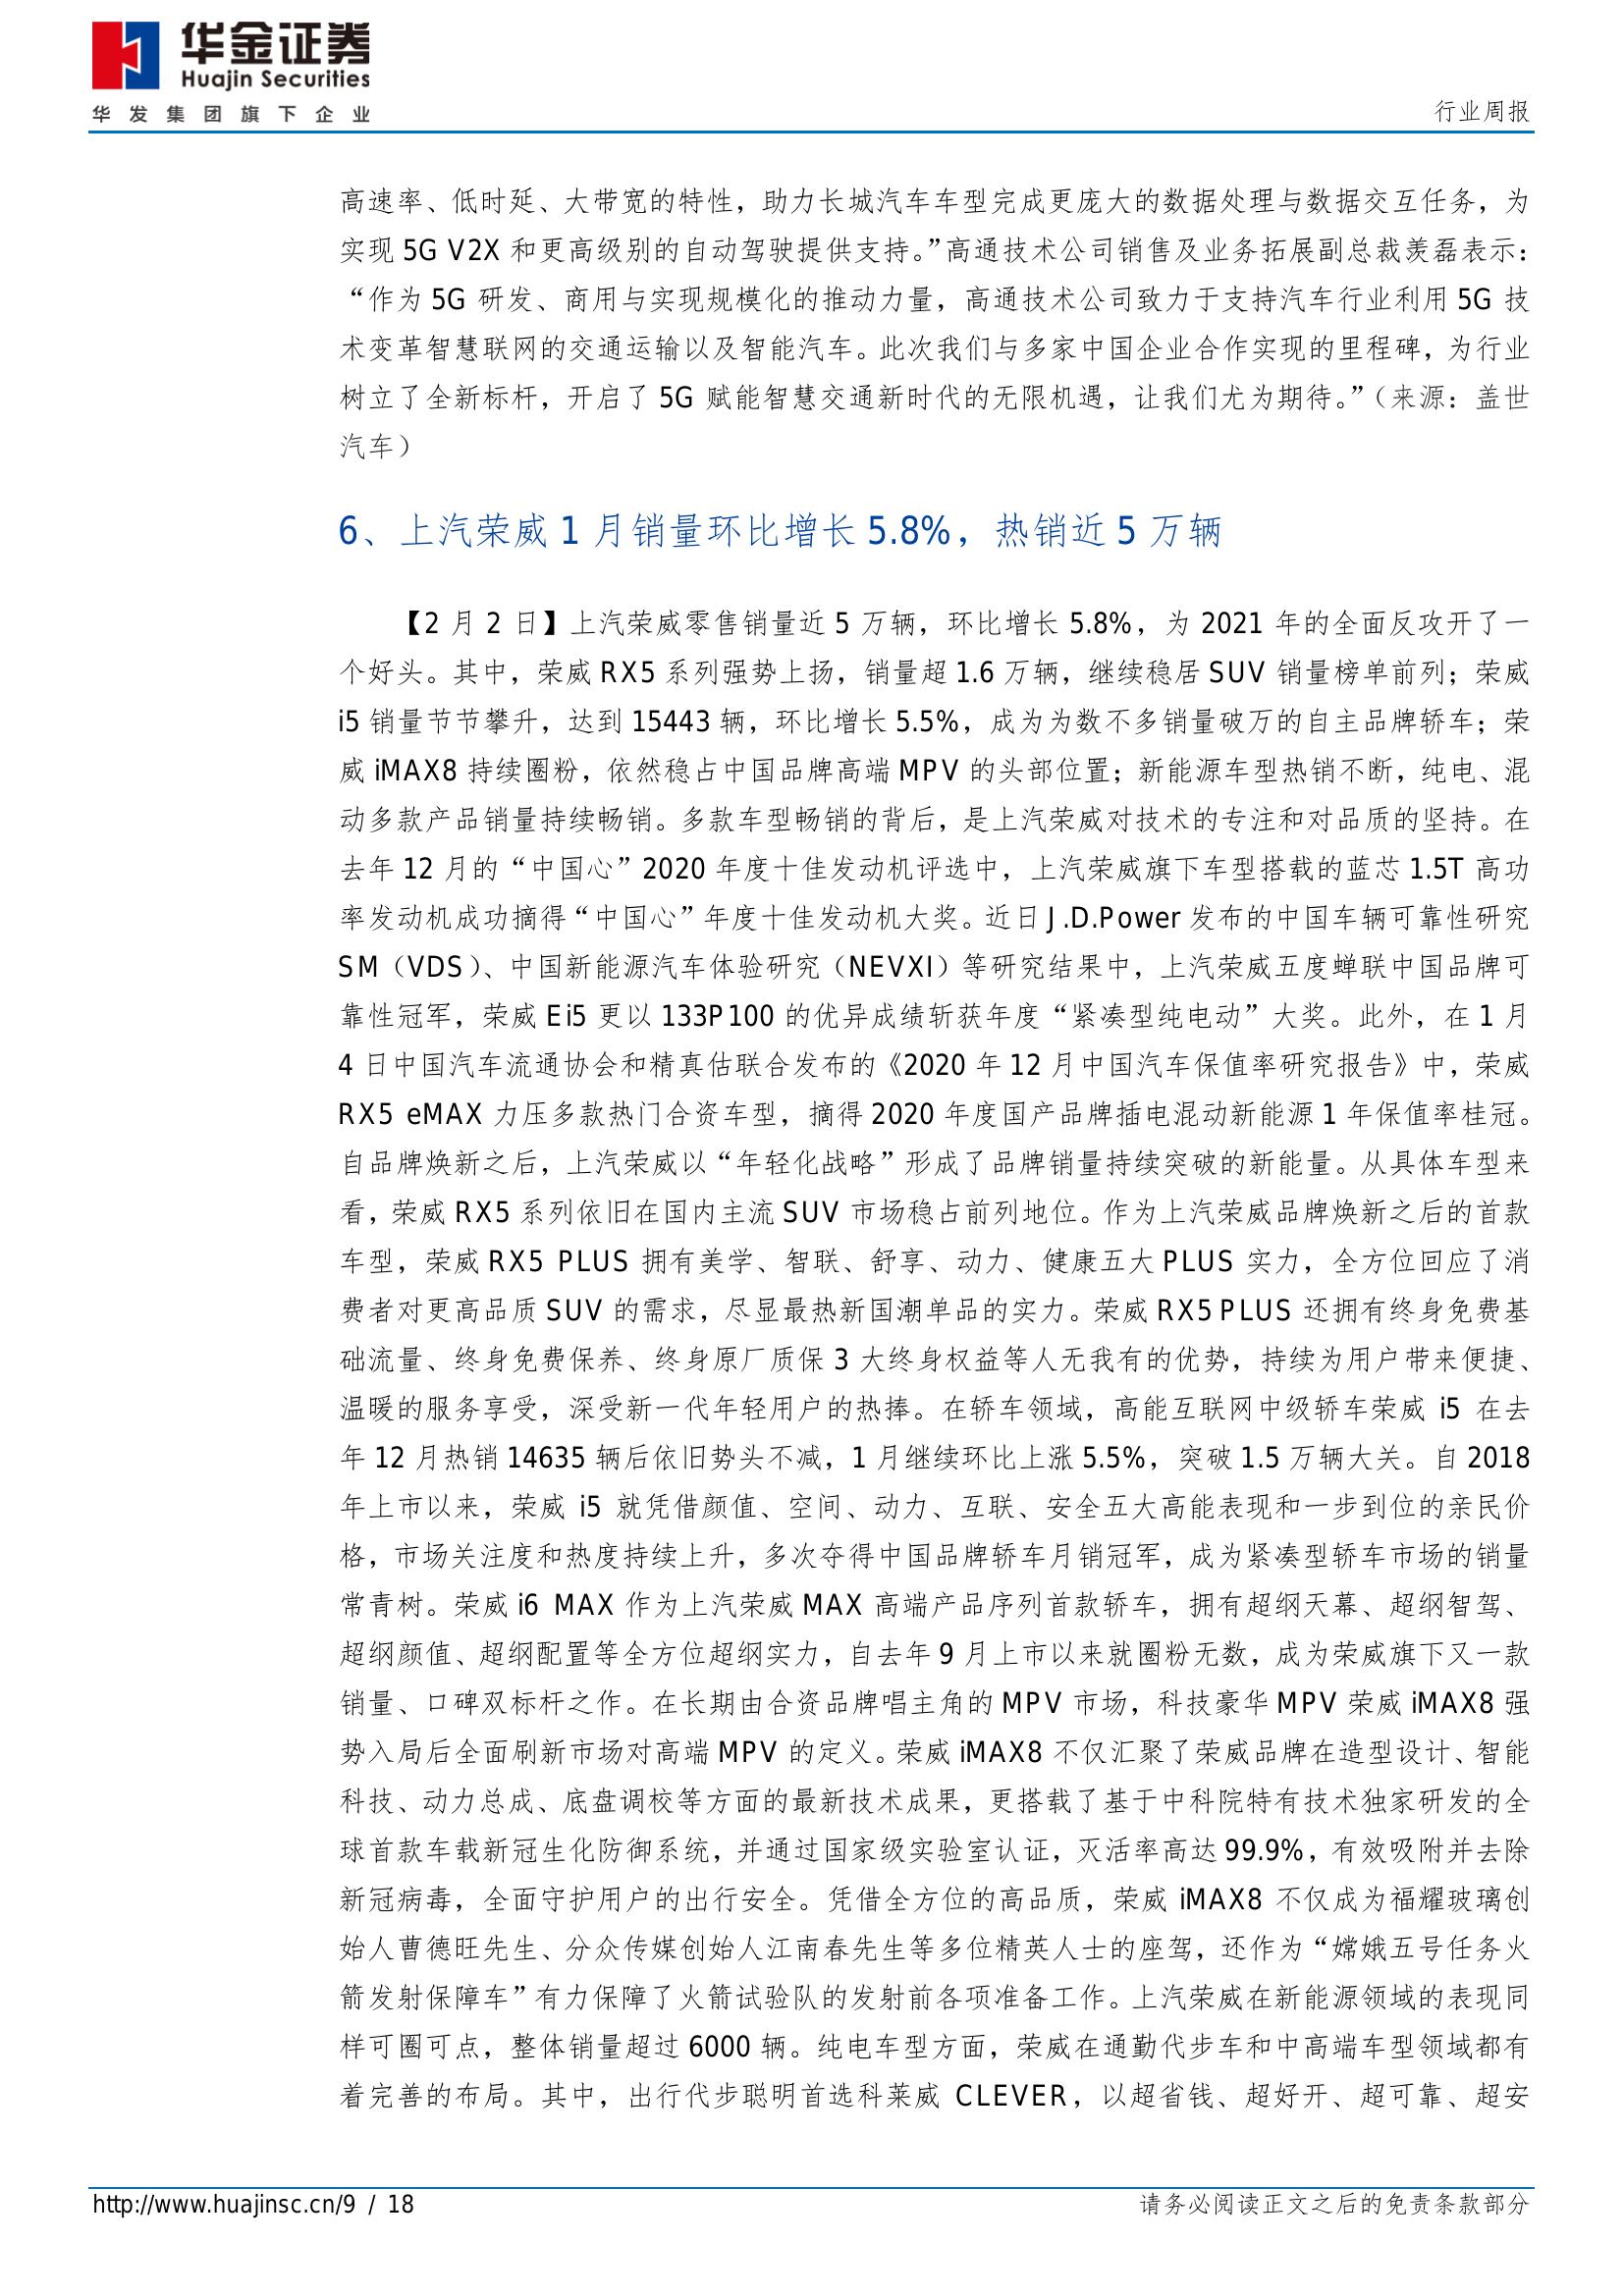 华金证券
Huajin Securities
华发集团旗下企业
行业周报
高速率、低时延、大带宽的特性，助力长城汽车车型完成更庞大的数据处理与数据交互任务，为
实现 5G V2X 和更高级别的自动驾驶提供支持。”高通技术公司销售及业务拓展副总裁羡磊表示：
“作为 5G 研发、商用与实现规模化的推动力量，高通技术公司致力于支持汽车行业利用 5G 技
术变革智慧联网的交通运输以及智能汽车。此次我们与多家中国企业合作实现的里程碑，为行业
树立了全新标杆，开启了 5G 赋能智慧交通新时代的无限机遇，让我们尤为期待。”（来源：盖世
汽车）
6、上汽荣威 1 月销量环比增长 5.8%，热销近 5 万辆
【2 月 2 日】上汽荣威零售销量近 5 万辆，环比增长 5.8%，为 2021 年的全面反攻开了一
个好头。其中，荣威 RX5 系列强势上扬，销量超 1.6 万辆，继续稳居 SUV 销量榜单前列；荣威
i5 销量节节攀升，达到 15443 辆，环比增长 5.5%，成为为数不多销量破万的自主品牌轿车；荣
威 iMAX8 持续圈粉，依然稳占中国品牌高端 MPV 的头部位置；新能源车型热销不断，纯电、混
动多款产品销量持续畅销。多款车型畅销的背后，是上汽荣威对技术的专注和对品质的坚持。在
去年 12 月的“中国心”2020 年度十佳发动机评选中，上汽荣威旗下车型搭载的蓝芯 1.5T 高功
率发动机成功摘得“中国心”年度十佳发动机大奖。近日 J.D.Power 发布的中国车辆可靠性研究
SM（VDS）、中国新能源汽车体验研究（NEVXI）等研究结果中，上汽荣威五度蝉联中国品牌可
靠性冠军，荣威 Ei5 更以 133P100 的优异成绩斩获年度“紧凑型纯电动”大奖。此外，在 1 月
4 日中国汽车流通协会和精真估联合发布的《2020 年 12 月中国汽车保值率研究报告》中，荣威
RX5 eMAX 力压多款热门合资车型，摘得 2020 年度国产品牌插电混动新能源 1 年保值率桂冠。
自品牌焕新之后，上汽荣威以“年轻化战略”形成了品牌销量持续突破的新能量。从具体车型来
看，荣威 RX5 系列依旧在国内主流 SUV 市场稳占前列地位。作为上汽荣威品牌焕新之后的首款
车型，荣威 RX5 PLUS 拥有美学、智联、舒享、动力、健康五大 PLUS 实力，全方位回应了消
费者对更高品质 SUV 的需求，尽显最热新国潮单品的实力。荣威 RX5 PLUS 还拥有终身免费基
础流量、终身免费保养、终身原厂质保 3 大终身权益等人无我有的优势，持续为用户带来便捷、
温暖的服务享受，深受新一代年轻用户的热捧。在轿车领域，高能互联网中级轿车荣威 i5 在去
年 12 月热销 14635 辆后依旧势头不减，1 月继续环比上涨 5.5%，突破 1.5 万辆大关。自 2018
年上市以来，荣威 i5 就凭借颜值、空间、动力、互联、安全五大高能表现和一步到位的亲民价
格，市场关注度和热度持续上升，多次夺得中国品牌轿车月销冠军，成为紧凑型轿车市场的销量
常青树。荣威 i6 MAX 作为上汽荣威 MAX 高端产品序列首款轿车，拥有超纲天幕、超纲智驾、
超纲颜值、超纲配置等全方位超纲实力，自去年 9 月上市以来就圈粉无数，成为荣威旗下又一款
销量、口碑双标杆之作。在长期由合资品牌唱主角的 MPV 市场，科技豪华 MPV 荣威 iMAX8 强
势入局后全面刷新市场对高端 MPV 的定义。荣威 iMAX8 不仅汇聚了荣威品牌在造型设计、智能
科技、动力总成、底盘调校等方面的最新技术成果，更搭载了基于中科院特有技术独家研发的全
球首款车载新冠生化防御系统，并通过国家级实验室认证，灭活率高达 99.9%，有效吸附并去除
新冠病毒，全面守护用户的出行安全。凭借全方位的高品质，荣威 iMAX8 不仅成为福耀玻璃创
始人曹德旺先生、分众传媒创始人江南春先生等多位精英人士的座驾，还作为“嫦娥五号任务火
箭发射保障车”有力保障了火箭试验队的发射前各项准备工作。上汽荣威在新能源领域的表现同
样可圈可点，整体销量超过 6000 辆。纯电车型方面，荣威在通勤代步车和中高端车型领域都有
着完善的布局。其中，出行代步聪明首选科莱威 CLEVER，以超省钱、超好开、超可靠、超安
http://www.huajinsc.cn/9 / 18
请务必阅读正文之后的免责条款部分